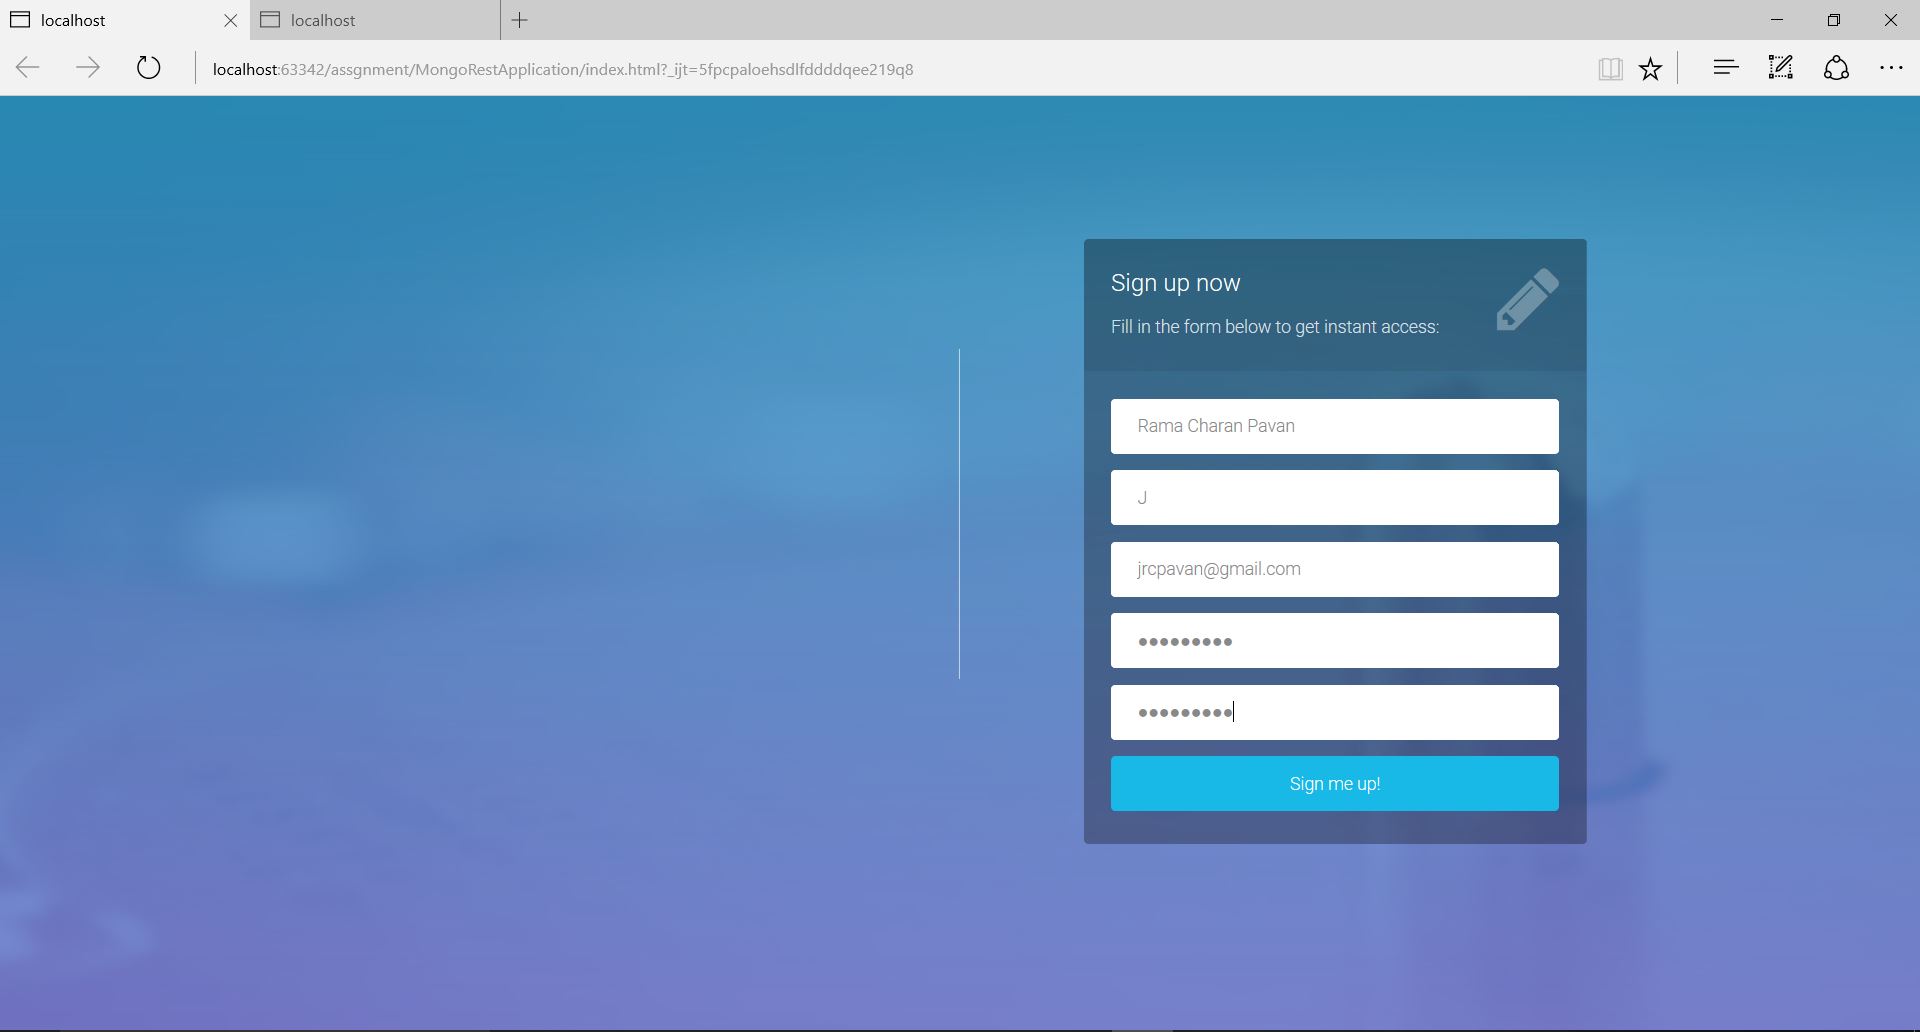 localhost
localhost
localhost:63342/assgnment/MongoRestApplication/index.html?_ijt=5fpcpaloehsdlfddddqee219q8
Sign up now
Fill in the form below to get instant access:
Rama Charan Pavan
J
jrcpavan@gmail.com
•••••••••
•••••••••
Sign me up!